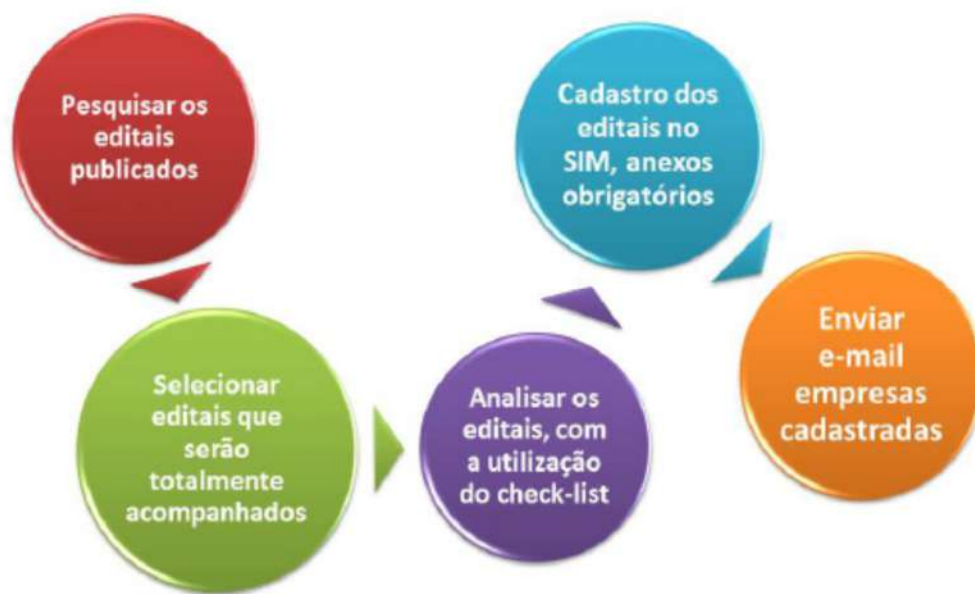 Pesquisar os
editais
publicados
Selecionar
editais que
serão
totalmente
acompanhados
Analisar os
editais, com
a utilização
do check-list
Cadastro dos
editais no
SIM, anexos
obrigatórios
Enviar
e-mail
empresas
cadastradas